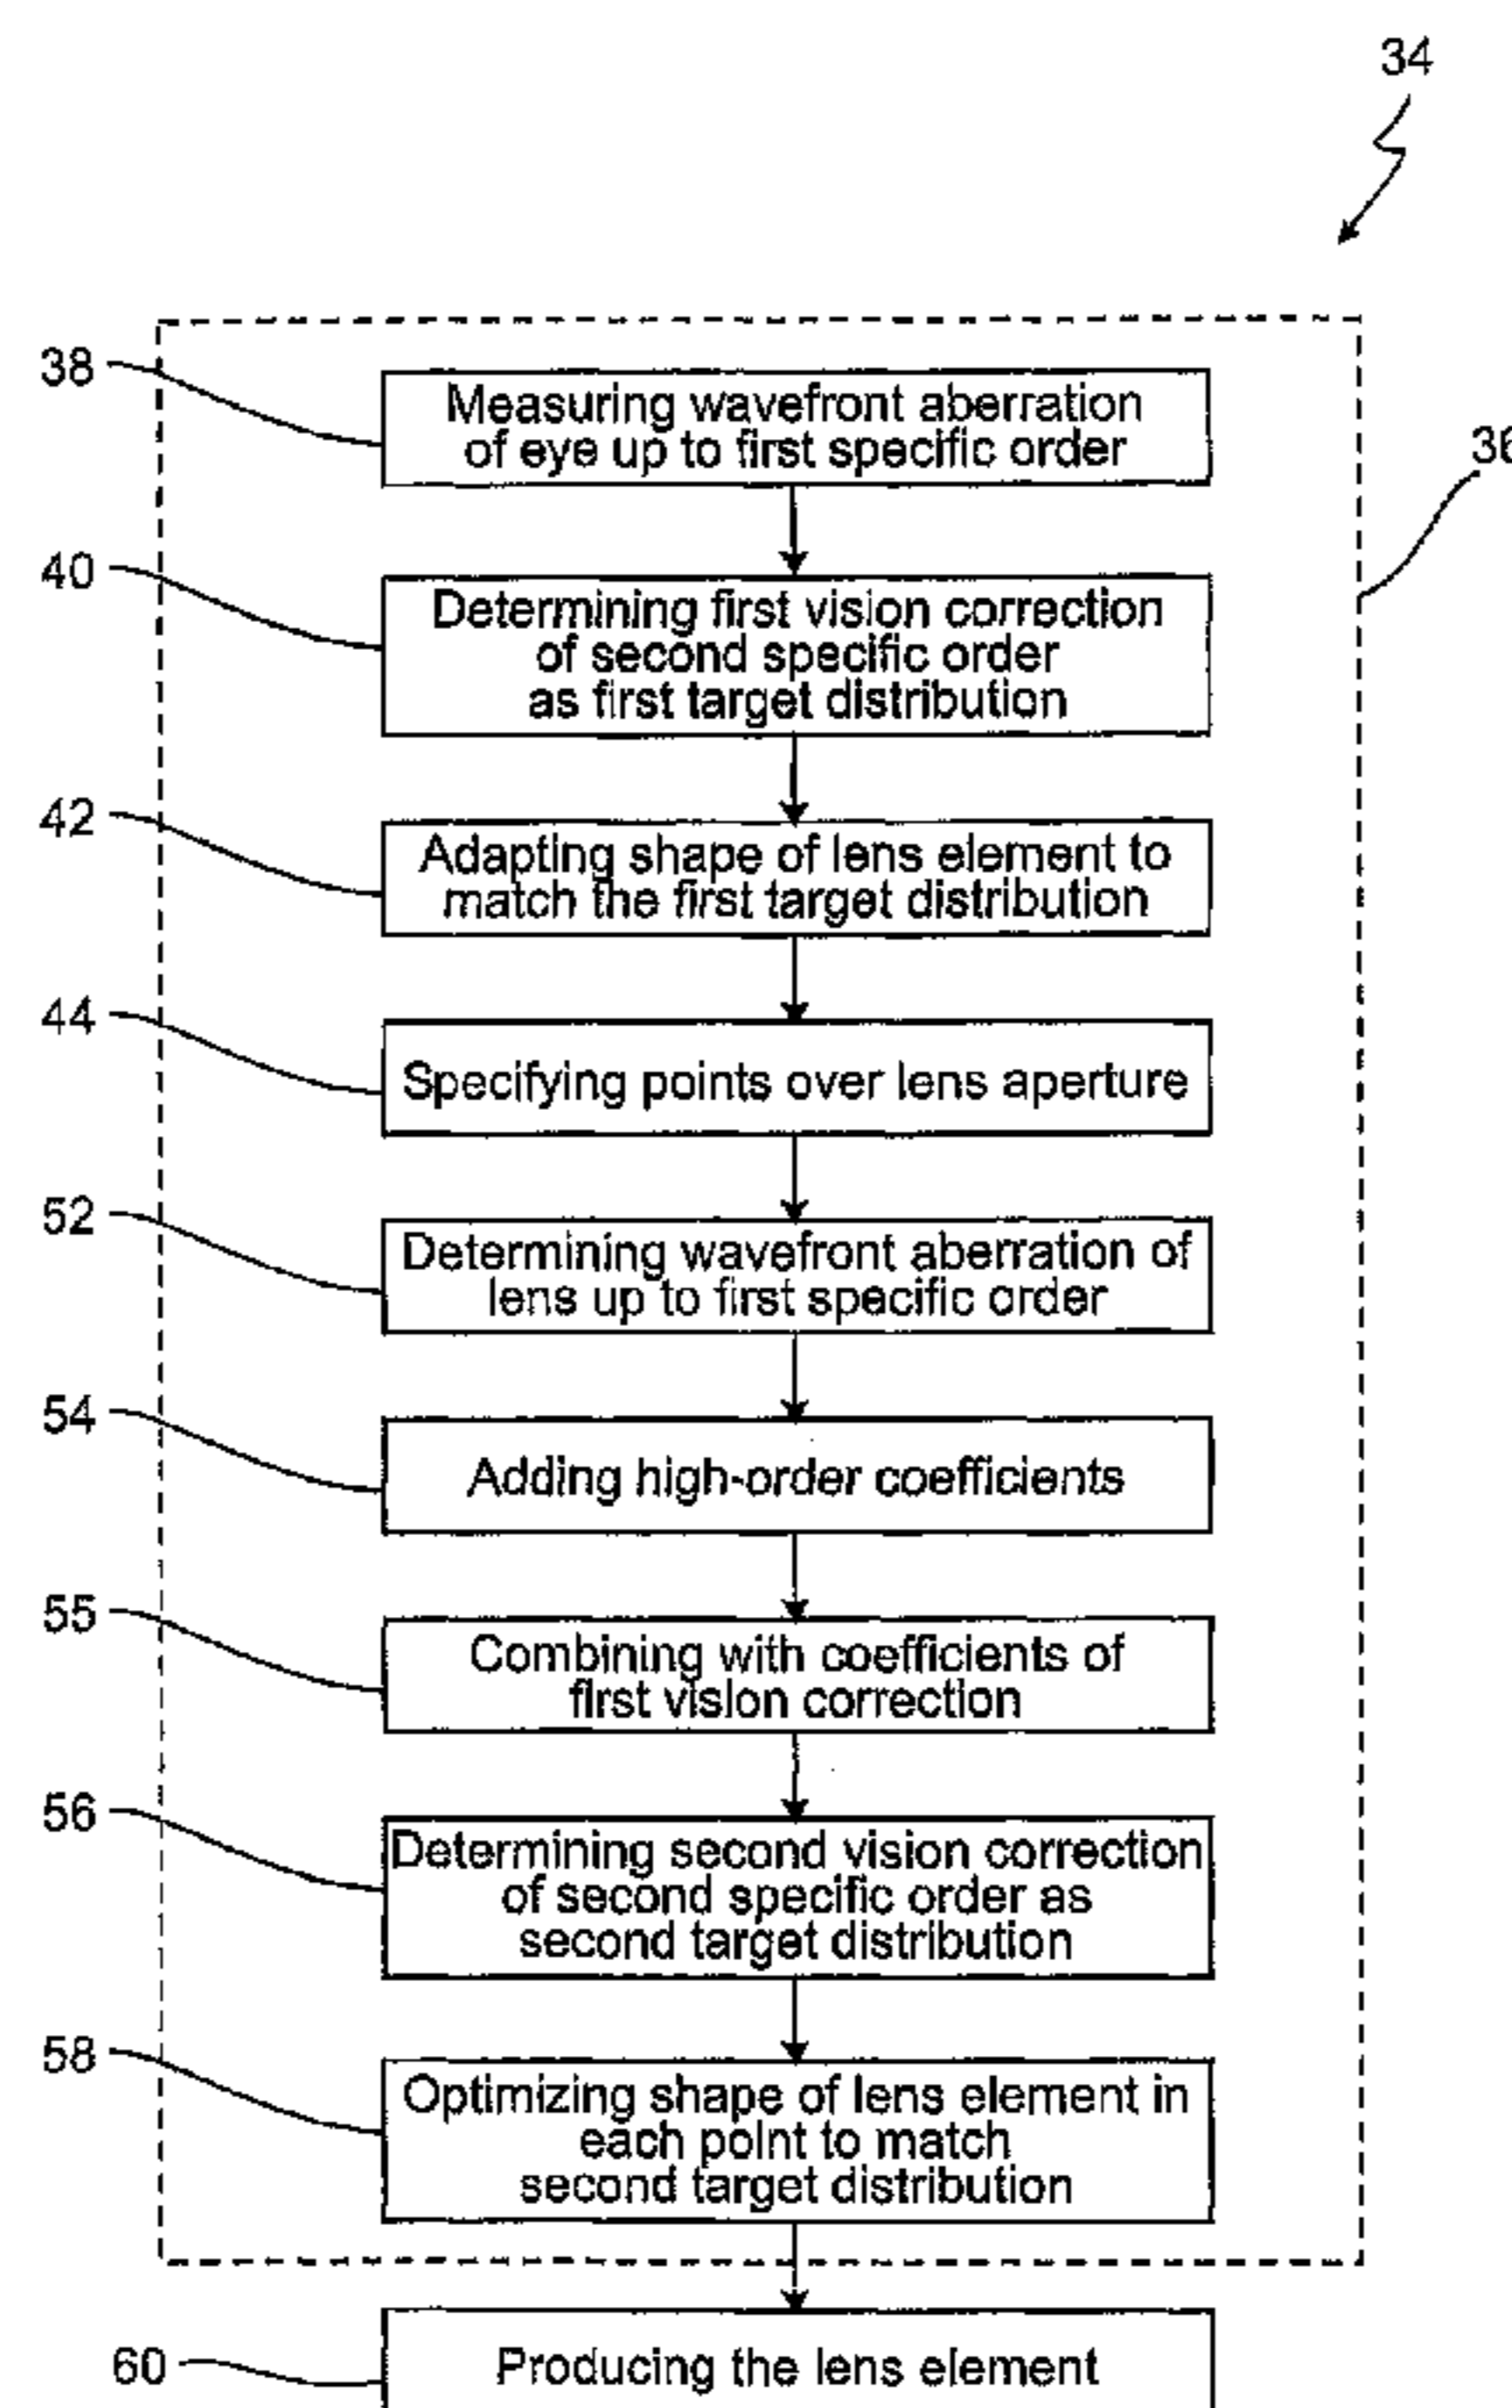 34
38
Measuring wavefront aberration
of eye up to first specific order
36
40
Determining first vision correction
of second specific order
as first target distribution
42
Adapting shape of lens element to
match the first target distribution
44
Specifying points over lens aperture
52
Determining wavefront aberration of
lens up to first specific order
54
Adding high-order coefficients
55
Combining with coefficients of
first vision correction
56
Determining second vision correction
of second specific order as
second target distribution
58
Optimizing shape of lens element in
each point to match
second target distribution
60
Producing the lens element